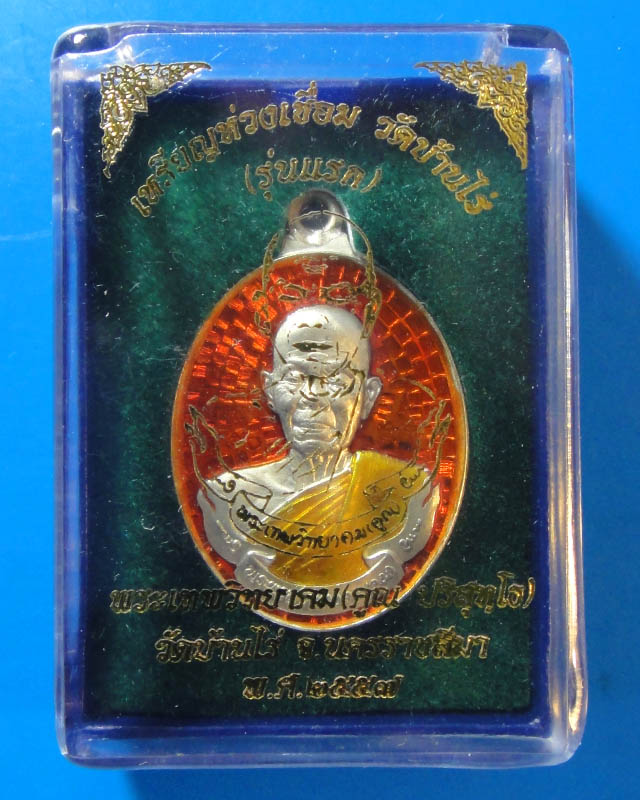 เหรียญห่วงเชื่อม วัดบ้านไร่
(รุ่นแรก)
พระเทพวิทยาคม(คูณ
พระเทพวิทยาคม(คูณ ปริสุทฺโธ)
วัดบ้านไร่ จ.นครราชสีมา
พ.ศ.๒๕๕๗